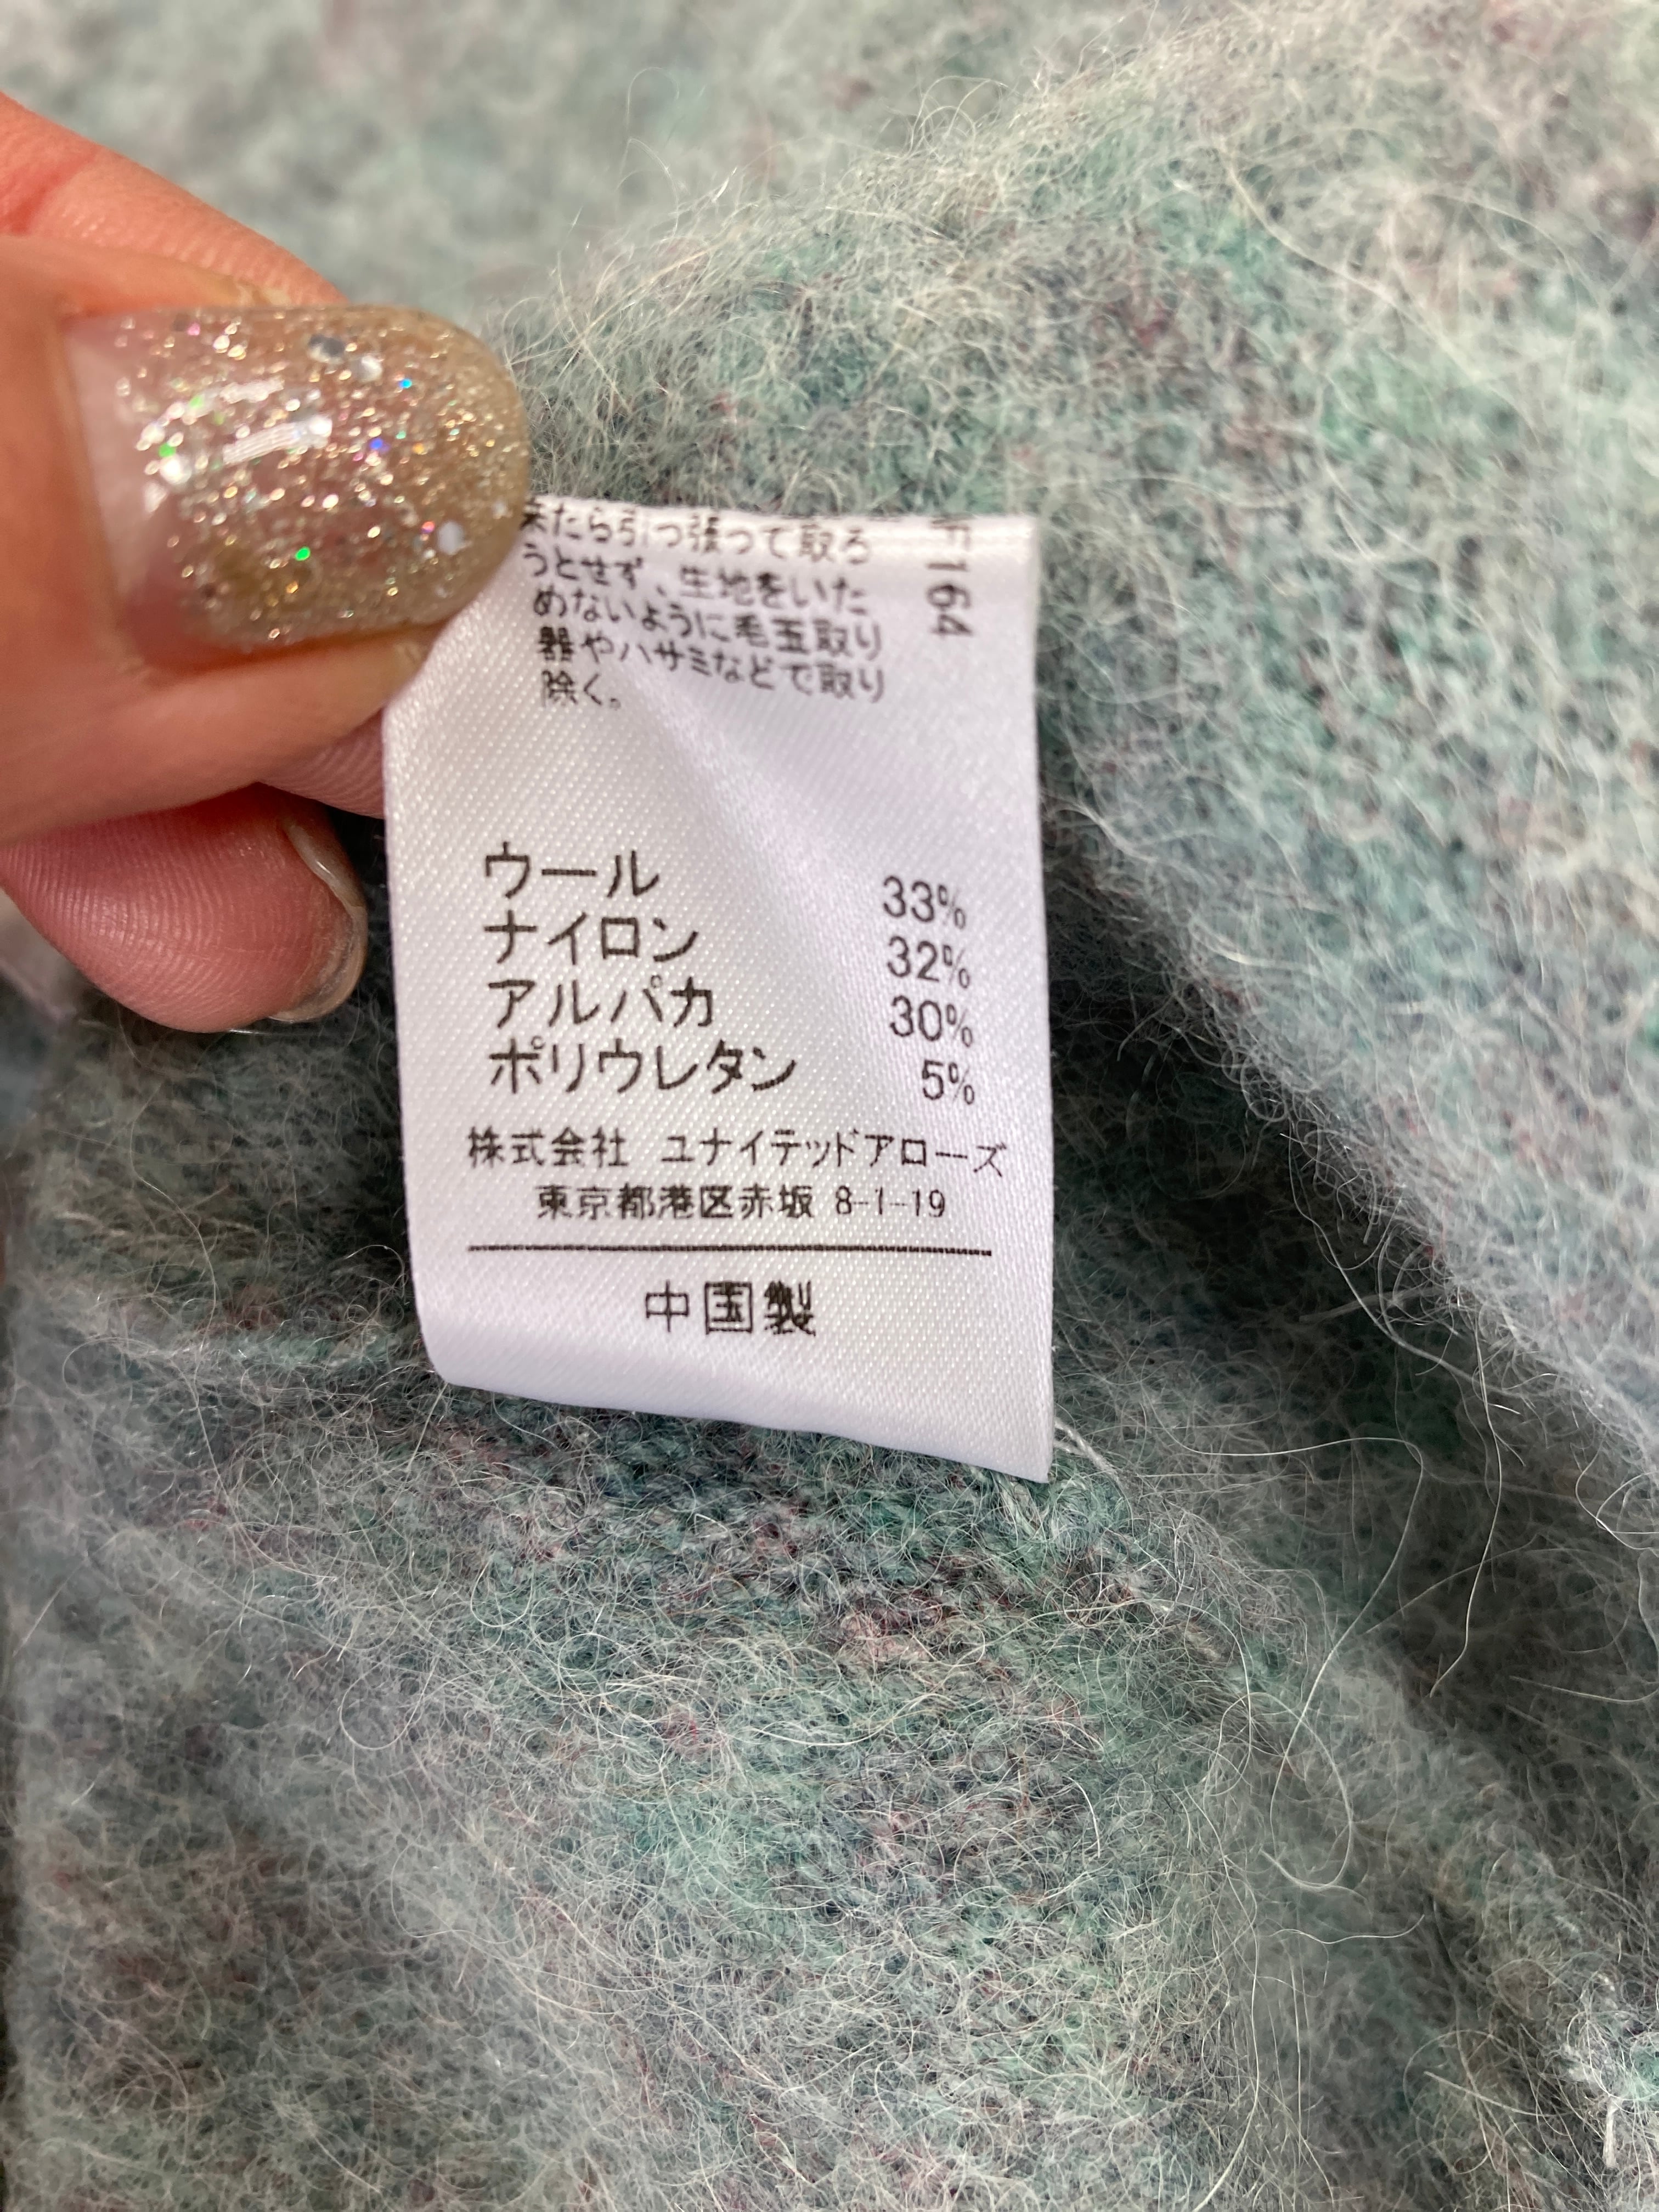 来たら引っ張って取ろ
うとせず、生地をいた
めないように毛玉取り
器やハサミなどで取り
除く。
164
ウール 33%
ナイロン 32%
アルパカ 30%
ポリウレタン 5%
株式会社 ユナイテッドアローズ
東京都港区赤坂 8-1-19
中国製